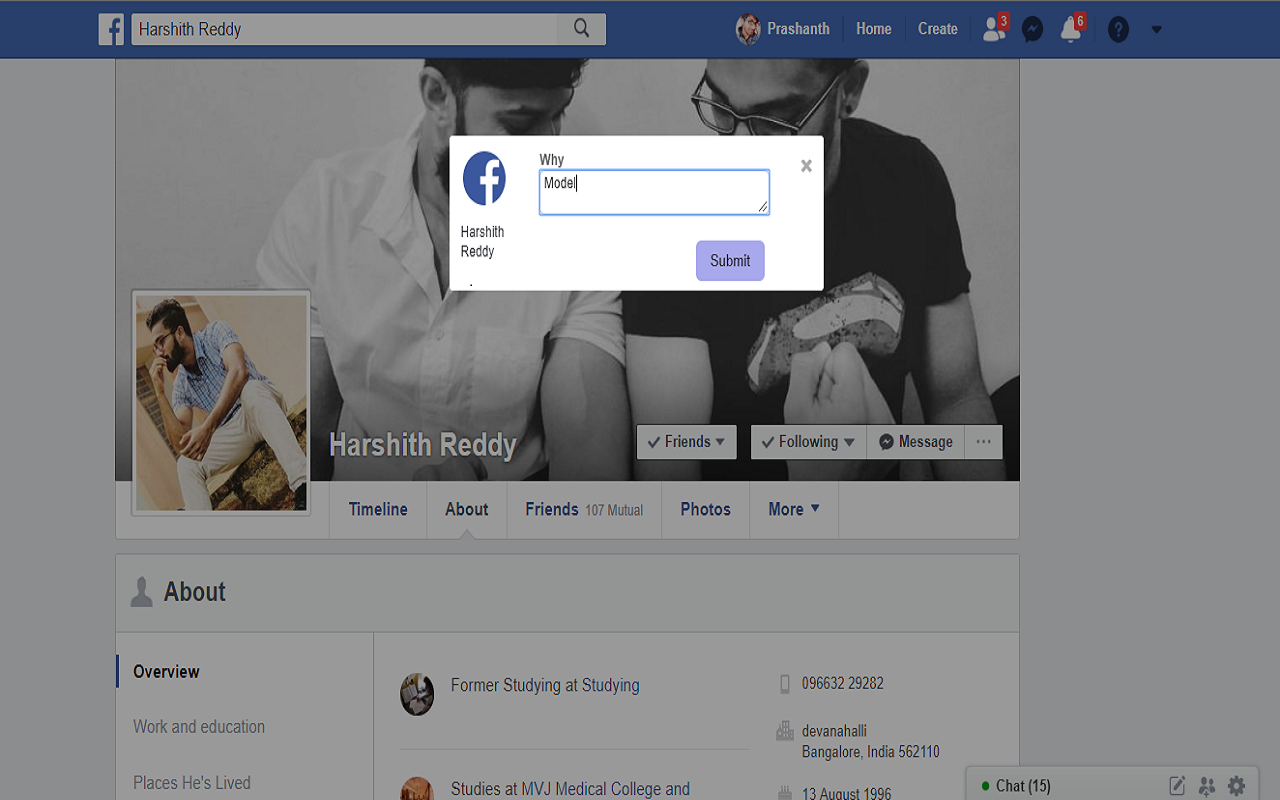 Harshith Reddy
Prashanth
Home
Create
3
6
Why
Model
Harshith
Reddy
Submit
.
Harshith Reddy
Friends
Following
Message
Timeline
About
Friends 107 Mutual
Photos
More
About
Overview
Work and education
Places He's Lived
Former Studying at Studying
Studies at MVJ Medical College and
096632 29282
devanahalli
Bangalore, India 562110
13 August 1996
Chat (15)